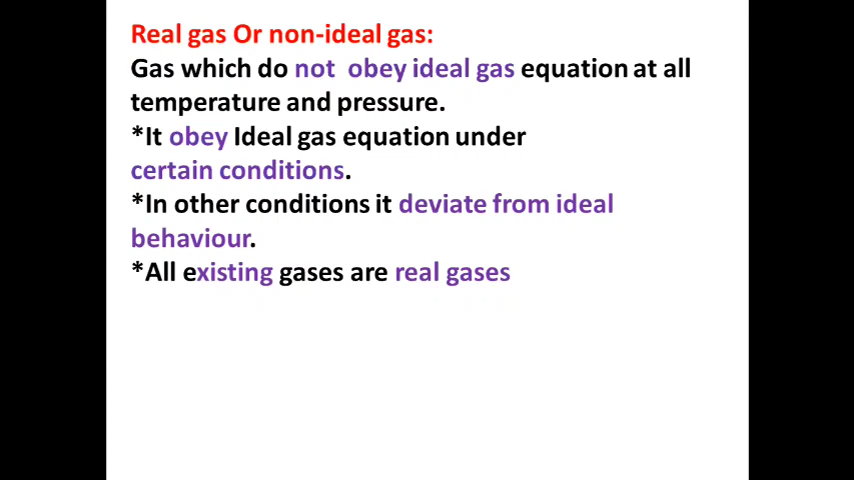 Real gas Or non-ideal gas:
Gas which do not  obey ideal gas equation at all
temperature and pressure.
*It obey Ideal gas equation under
certain conditions.
*In other conditions it deviate from ideal
behaviour.
*All existing gases are real gases